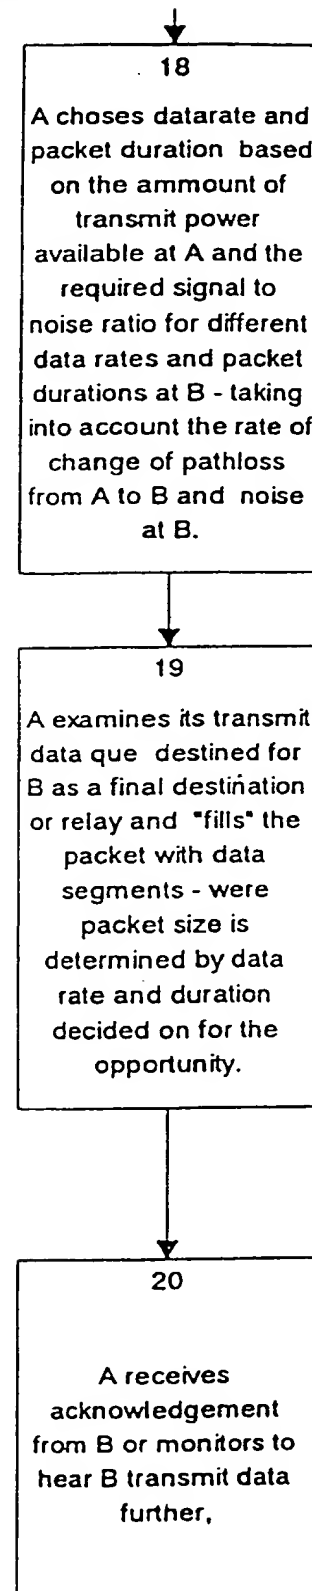 18
A choses datarate and
packet duration based
on the ammount of
transmit power
available at A and the
required signal to
noise ratio for different
data rates and packet
durations at B - taking
into account the rate of
change of pathloss
from A to B and noise
at B.
19
A examines its transmit
data que destined for
B as a final destination
or relay and "fills" the
packet with data
segments - were
packet size is
determined by data
rate and duration
decided on for the
opportunity.
20
A receives
acknowledgement
from B or monitors to
hear B transmit data
further,